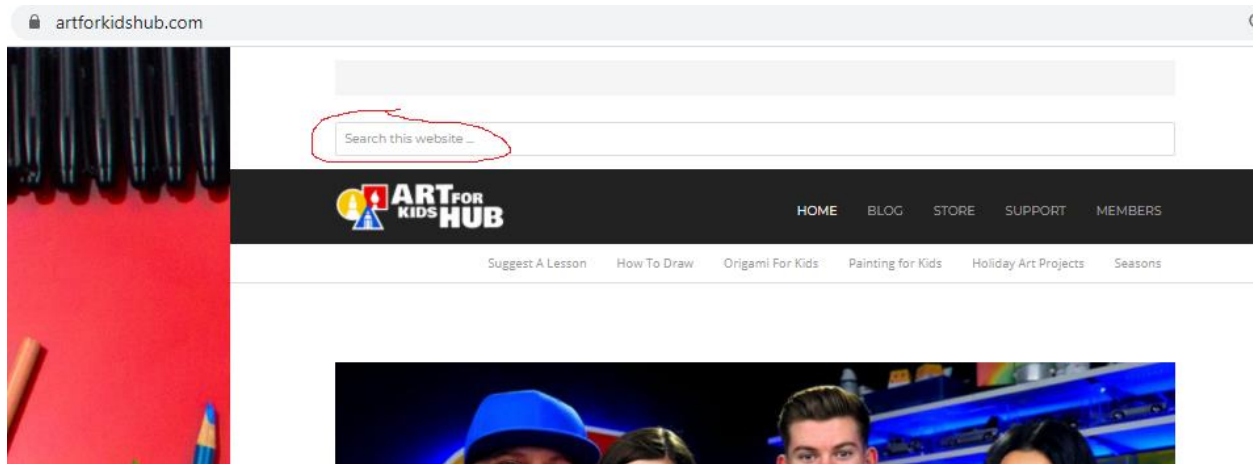 artforkidshub.com
Search this website ...
ART FOR
KIDS HUB
HOME BLOG STORE SUPPORT MEMBERS
Suggest A Lesson How To Draw Origami For Kids Painting for Kids Holiday Art Projects Seasons